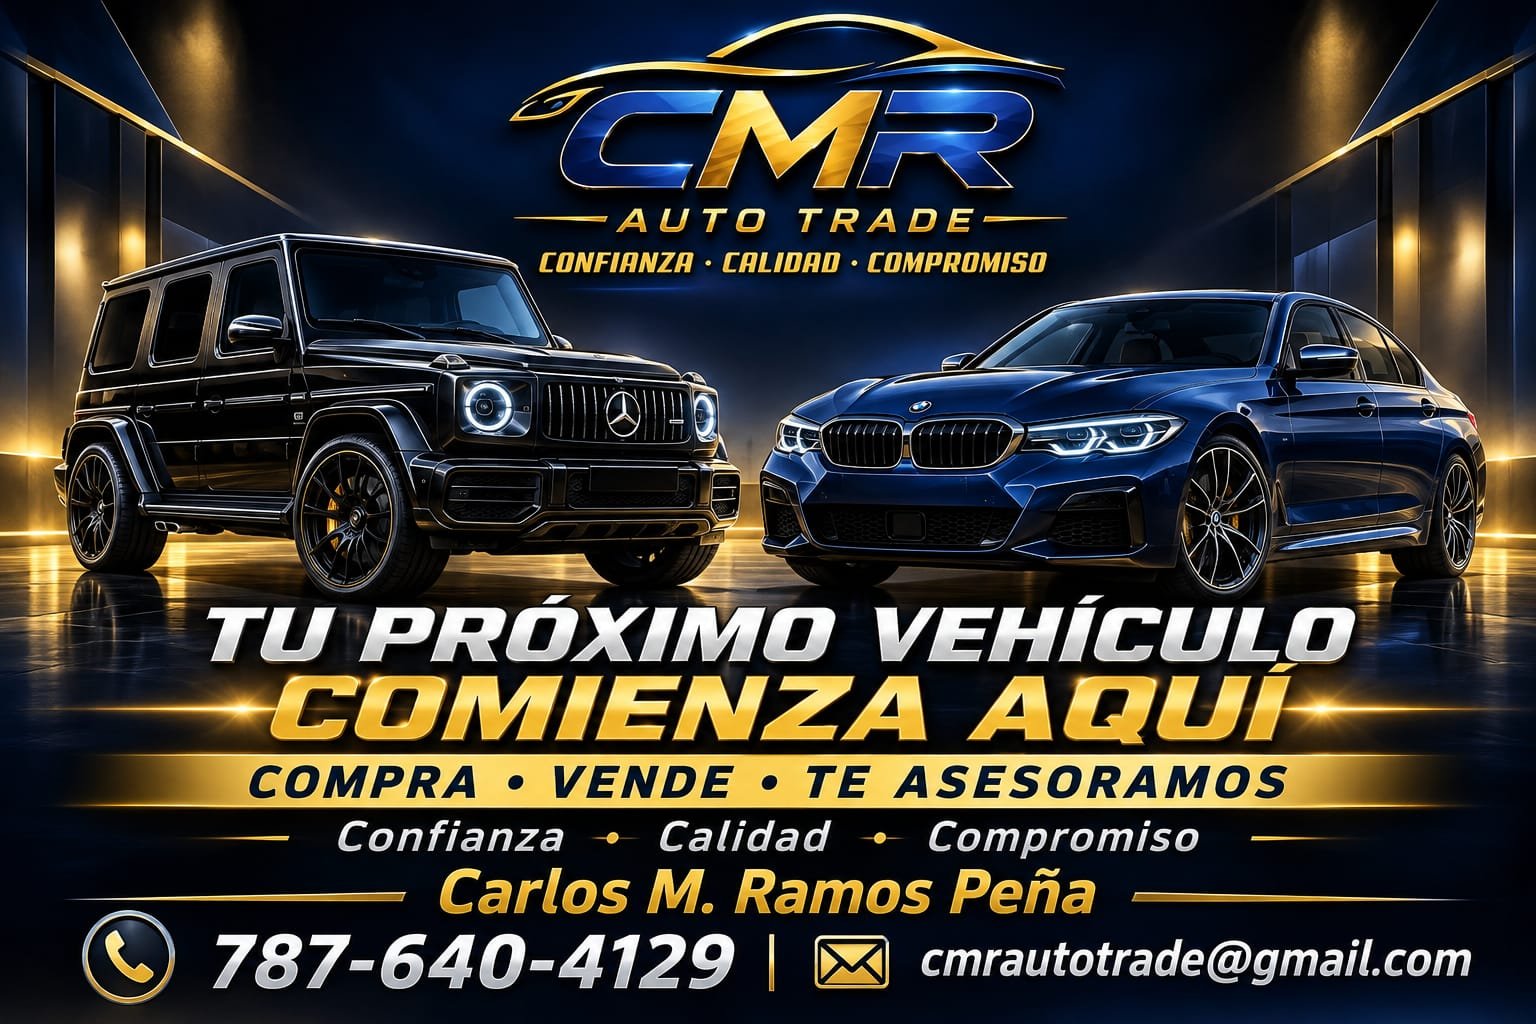 CMR
AUTO TRADE
CONFIANZA · CALIDAD · COMPROMISO
TU PRÓXIMO VEHÍCULO
COMIENZA AQUÍ
COMPRA • VENDE • TE ASESORAMOS
Confianza • Calidad • Compromiso
Carlos M. Ramos Peña
787-640-4129 | cmrautotrade@gmail.com